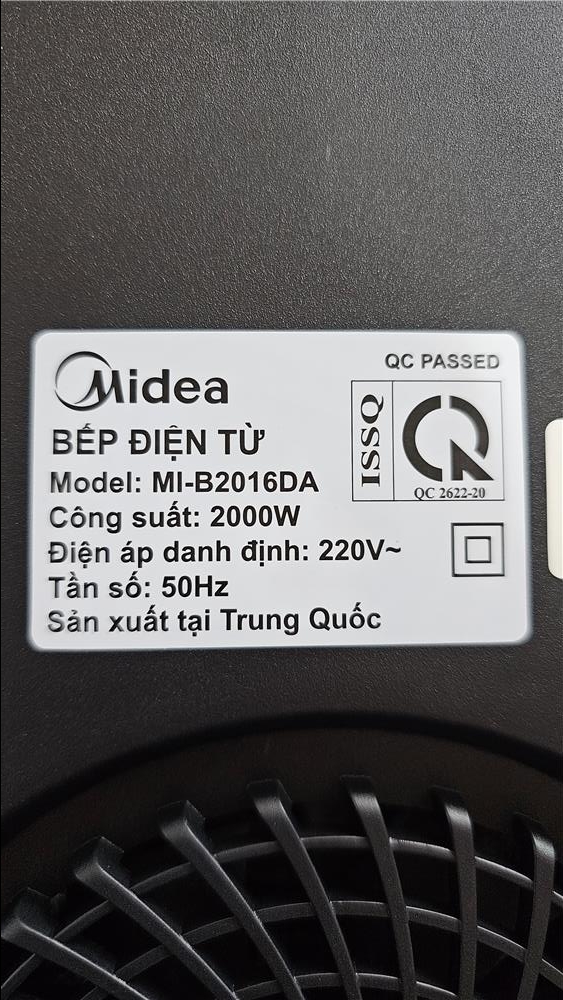 Midea
QC PASSED
BẾP ĐIỆN TỪ
Model: MI-B2016DA
Công suất: 2000W
Điện áp danh định: 220V~
Tần số: 50Hz
Sản xuất tại Trung Quốc
ISSQ
QC 2622-20